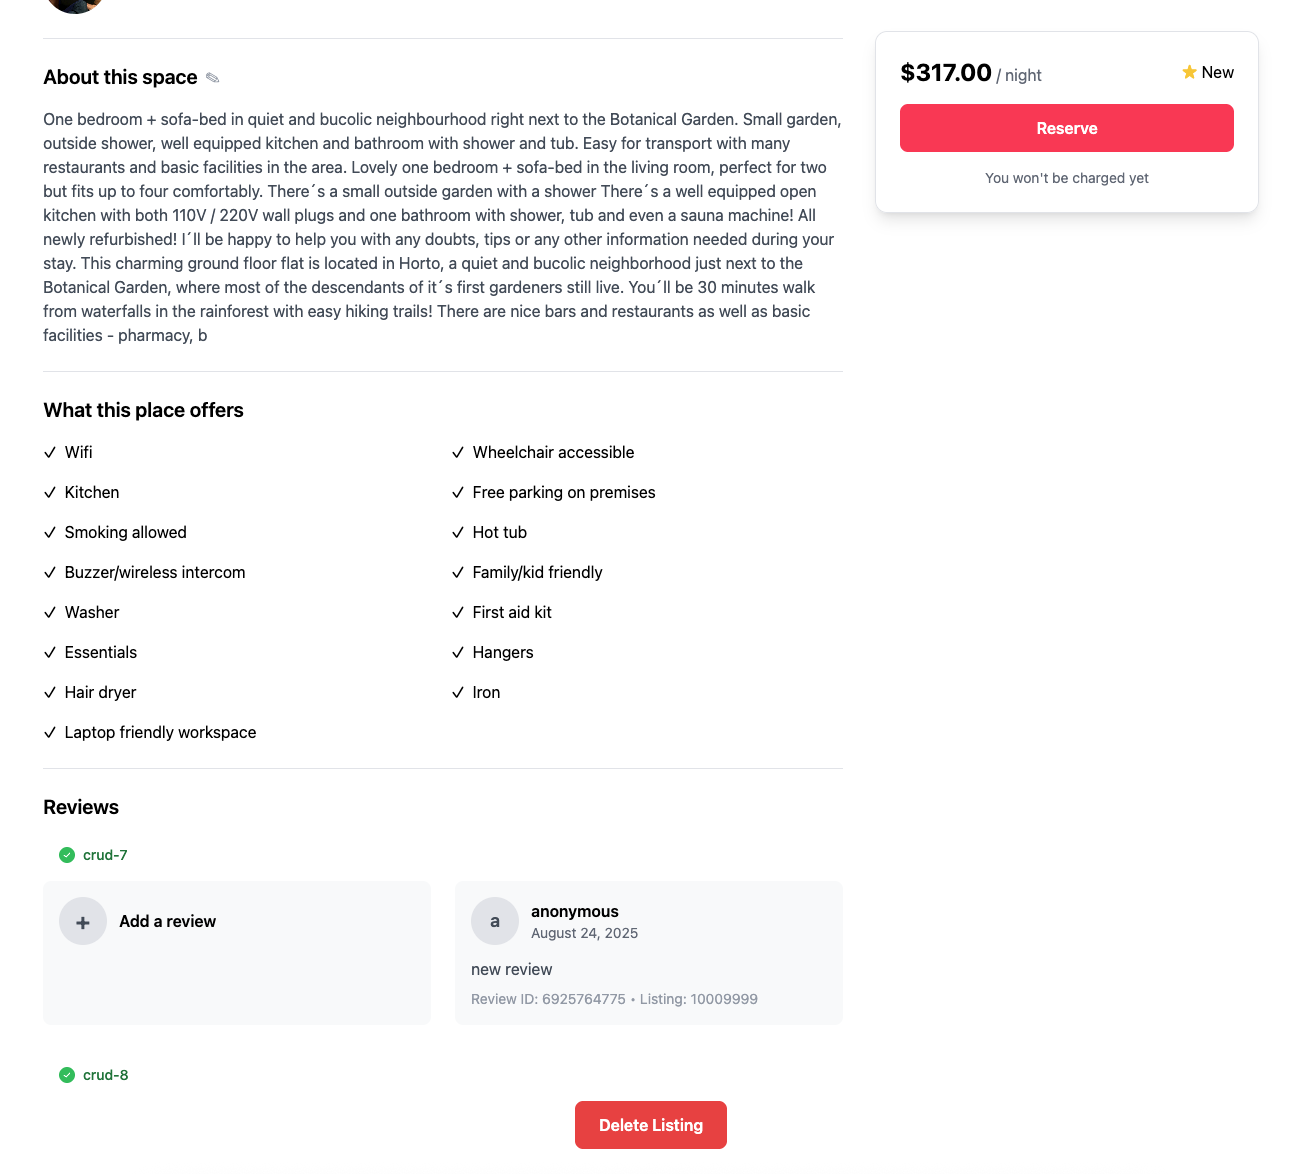 About this space
One bedroom + sofa-bed in quiet and bucolic neighbourhood right next to the Botanical Garden. Small garden,
outside shower, well equipped kitchen and bathroom with shower and tub. Easy for transport with many
restaurants and basic facilities in the area. Lovely one bedroom + sofa-bed in the living room, perfect for two
but fits up to four comfortably. There´s a small outside garden with a shower There´s a well equipped open
kitchen with both 110V / 220V wall plugs and one bathroom with shower, tub and even a sauna machine! All
newly refurbished! I´ll be happy to help you with any doubts, tips or any other information needed during your
stay. This charming ground floor flat is located in Horto, a quiet and bucolic neighborhood just next to the
Botanical Garden, where most of the descendants of it´s first gardeners still live. You´ll be 30 minutes walk
from waterfalls in the rainforest with easy hiking trails! There are nice bars and restaurants as well as basic
facilities - pharmacy, b
$317.00 / night
New
Reserve
You won't be charged yet
What this place offers
✓ Wifi
✓ Wheelchair accessible
✓ Kitchen
✓ Free parking on premises
✓ Smoking allowed
✓ Hot tub
✓ Buzzer/wireless intercom
✓ Family/kid friendly
✓ Washer
✓ First aid kit
✓ Essentials
✓ Hangers
✓ Hair dryer
✓ Iron
✓ Laptop friendly workspace
Reviews
crud-7
+ Add a review
a
anonymous
August 24, 2025
new review
Review ID: 6925764775 • Listing: 10009999
crud-8
Delete Listing